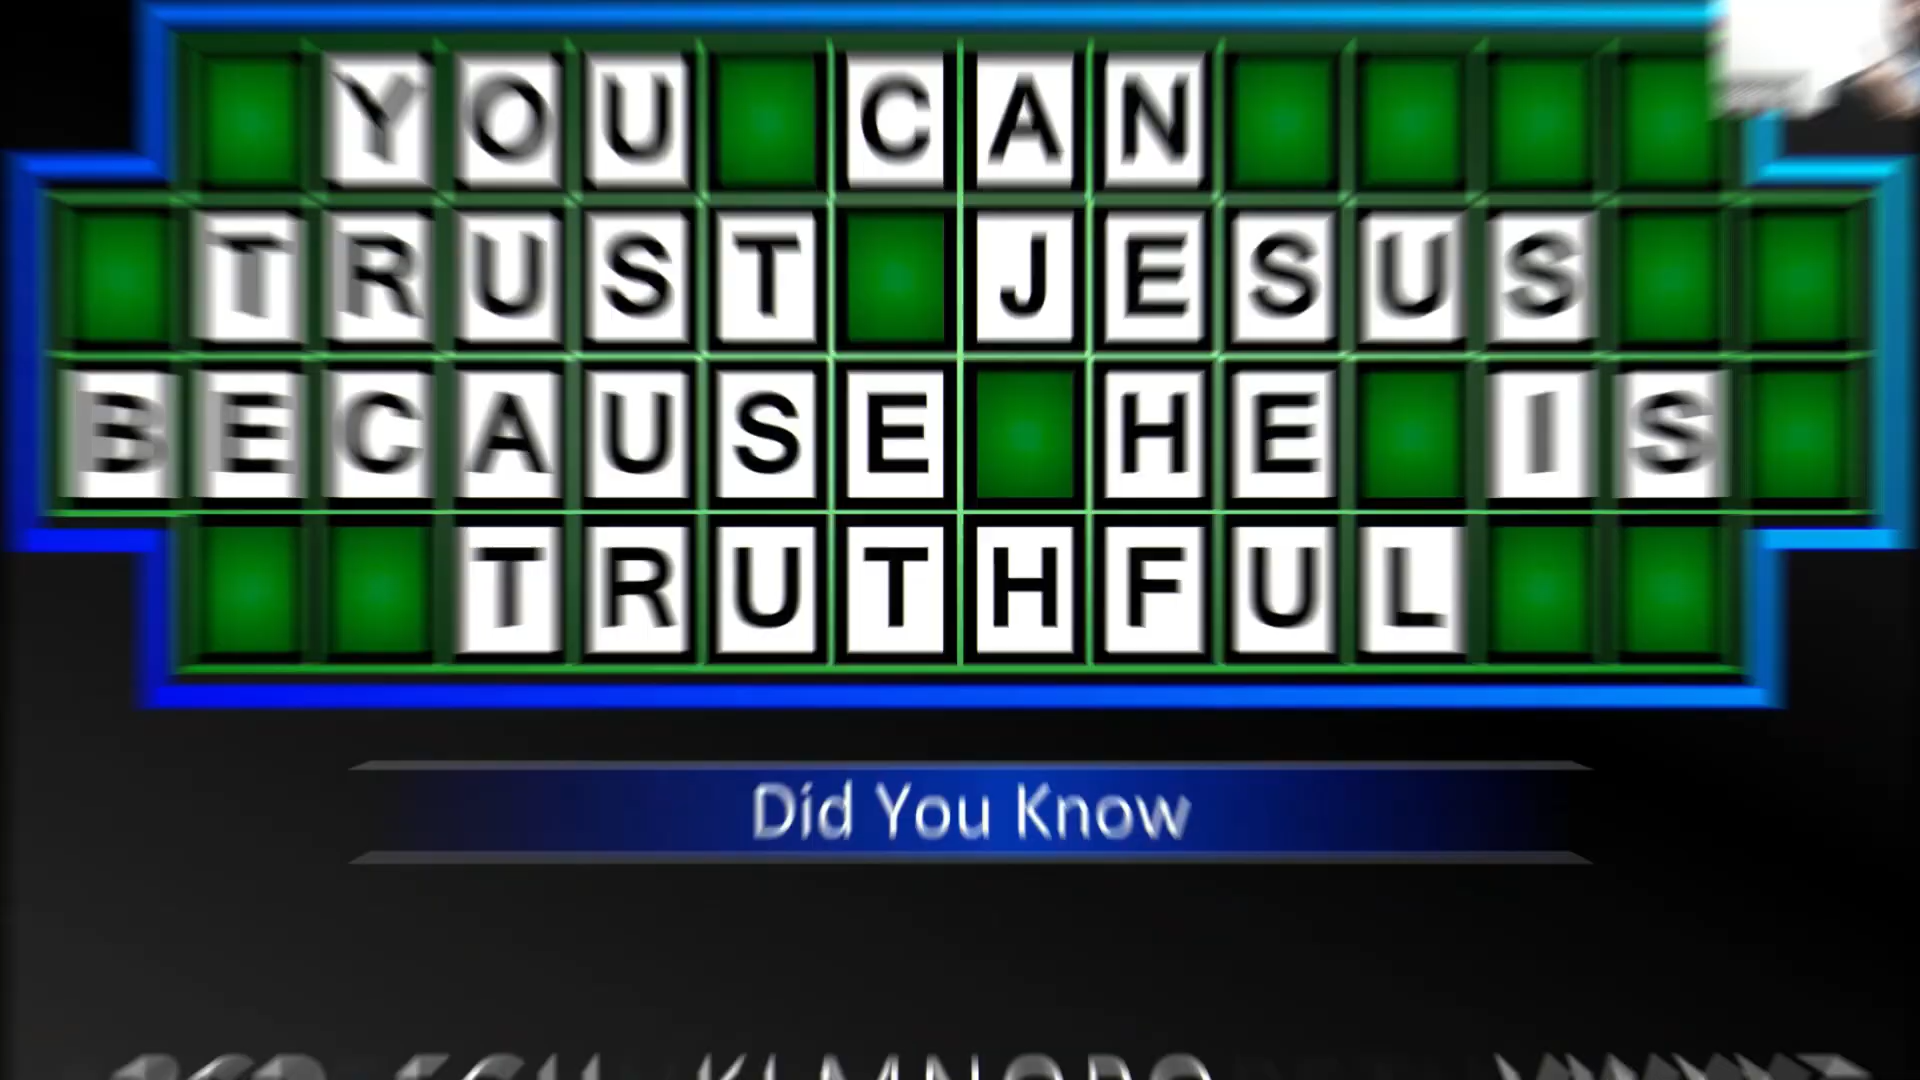 YOU CAN
TRUST JESUS
BECAUSE HE IS
TRUTHFUL
Did You Know